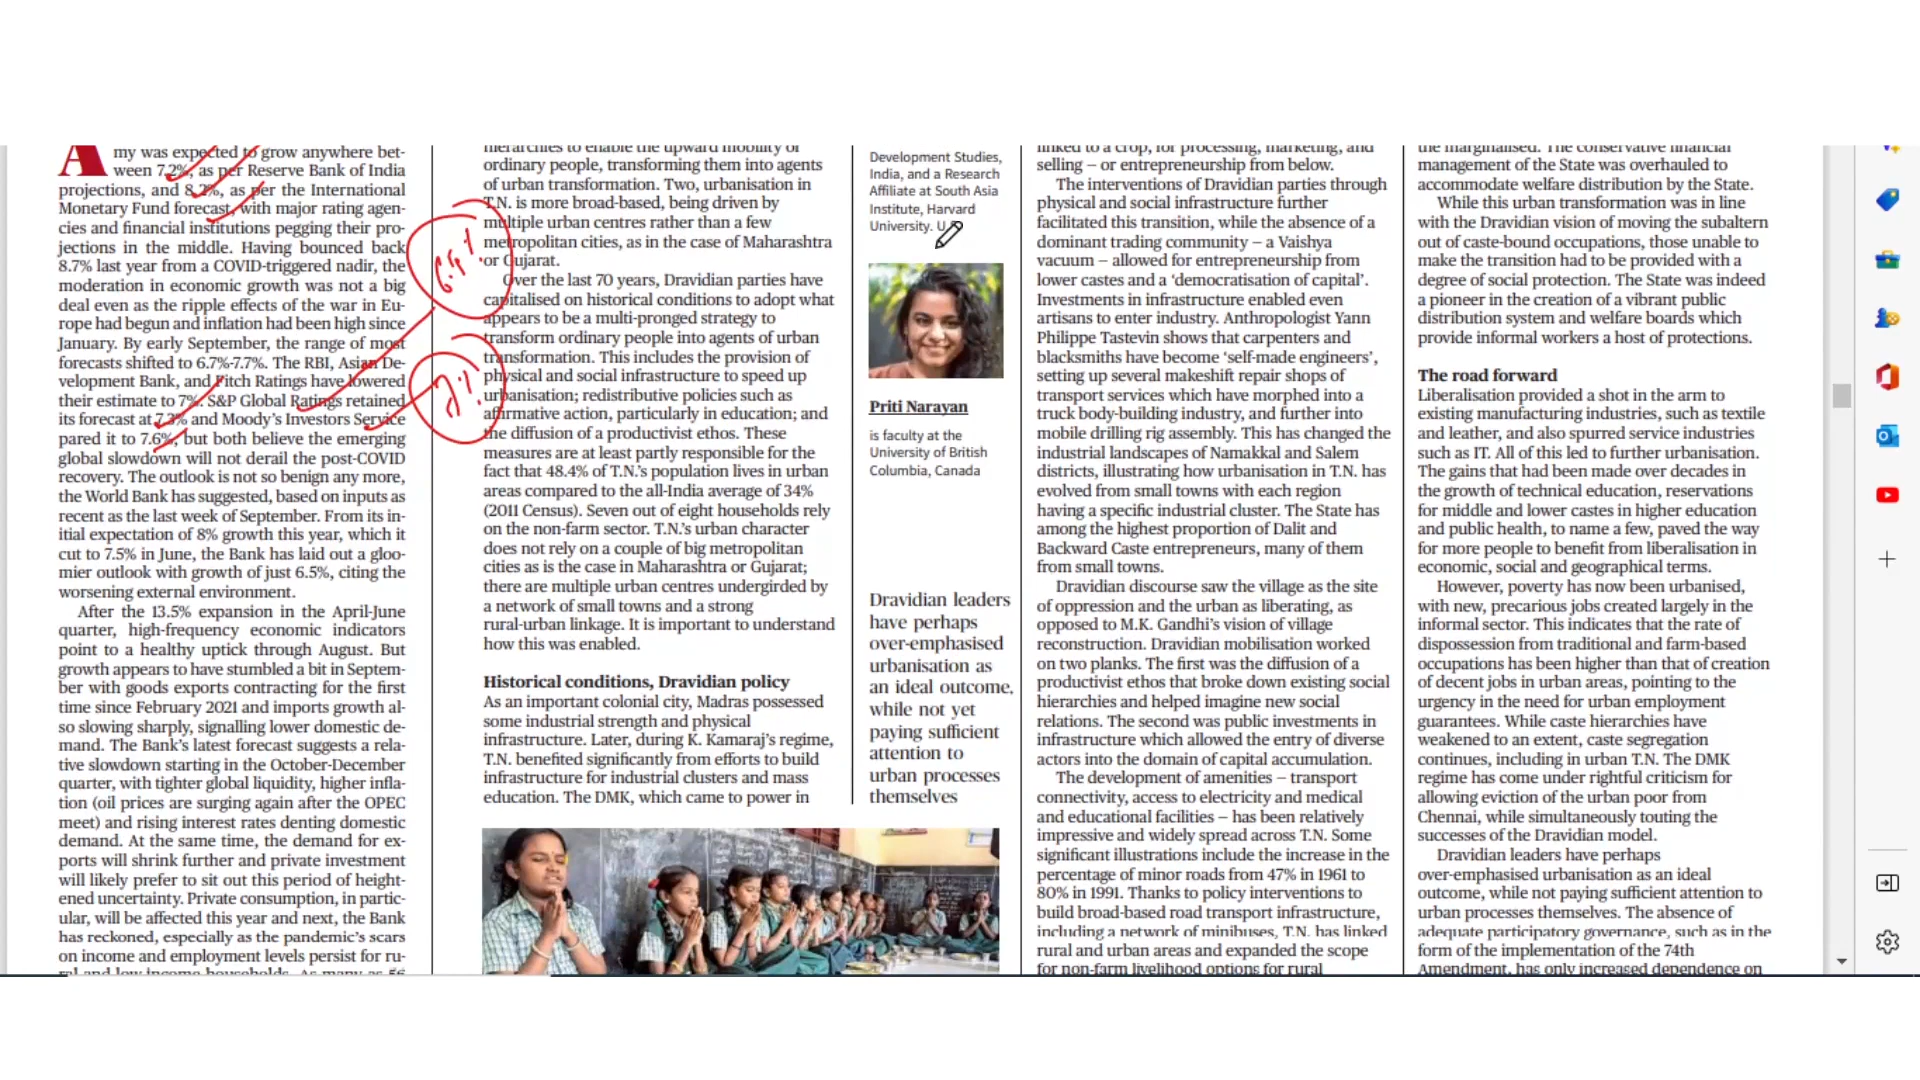 A
my was expected to grow anywhere bet-
ween 7.2%, as per Reserve Bank of India
projections, and 8.2%, as per the International
Monetary Fund forecast, with major rating agen-
cies and financial institutions pegging their pro-
jections in the middle. Having bounced back
8.7% last year from a COVID-triggered nadir, the
moderation in economic growth was not a big
deal even as the ripple effects of the war in Eu-
rope had begun and inflation had been high since
January. By early September, the range of most
forecasts shifted to 6.7%-7.7%. The RBI, Asian De-
velopment Bank, and Fitch Ratings have lowered
their estimate to 7%. S&P Global Ratings retained
its forecast at 7.3% and Moody's Investors Service
pared it to 7.6%, but both believe the emerging
global slowdown will not derail the post-COVID
recovery. The outlook is not so benign any more,
the World Bank has suggested, based on inputs as
recent as the last week of September. From its in-
itial expectation of 8% growth this year, which it
cut to 7.5% in June, the Bank has laid out a gloo-
mier outlook with growth of just 6.5%, citing the
worsening external environment.
After the 13.5% expansion in the April-June
quarter, high-frequency economic indicators
point to a healthy uptick through August. But
growth appears to have stumbled a bit in Septem-
ber with goods exports contracting for the first
time since February 2021 and imports growth al-
so slowing sharply, signalling lower domestic de-
mand. The Bank's latest forecast suggests a rela-
tive slowdown starting in the October-December
quarter, with tighter global liquidity, higher infla-
tion (oil prices are surging again after the OPEC
meet) and rising interest rates denting domestic
demand. At the same time, the demand for ex-
ports will shrink further and private investment
will likely prefer to sit out this period of height-
ened uncertainty. Private consumption, in partic-
ular, will be affected this year and next, the Bank
has reckoned, especially as the pandemic's scars
on income and employment levels persist for ru-
ral and low income households. As many as 56
hierarchies to enable the upward mobility of
ordinary people, transforming them into agents
of urban transformation. Two, urbanisation in
T.N. is more broad-based, being driven by
multiple urban centres rather than a few
metropolitan cities, as in the case of Maharashtra
or Gujarat.
Over the last 70 years, Dravidian parties have
capitalised on historical conditions to adopt what
appears to be a multi-pronged strategy to
transform ordinary people into agents of urban
transformation. This includes the provision of
physical and social infrastructure to speed up
urbanisation; redistributive policies such as
affirmative action, particularly in education; and
the diffusion of a productivist ethos. These
measures are at least partly responsible for the
fact that 48.4% of T.N.'s population lives in urban
areas compared to the all-India average of 34%
(2011 Census). Seven out of eight households rely
on the non-farm sector. T.N.'s urban character
does not rely on a couple of big metropolitan
cities as is the case in Maharashtra or Gujarat;
there are multiple urban centres undergirded by
a network of small towns and a strong
rural-urban linkage. It is important to understand
how this was enabled.
Historical conditions, Dravidian policy
As an important colonial city, Madras possessed
some industrial strength and physical
infrastructure. Later, during K. Kamaraj's regime,
T.N. benefited significantly from efforts to build
infrastructure for industrial clusters and mass
education. The DMK, which came to power in
Development Studies,
India, and a Research
Affiliate at South Asia
Institute, Harvard
University. U
Priti Narayan
is faculty at the
University of British
Columbia, Canada
Dravidian leaders
have perhaps
over-emphasised
urbanisation as
an ideal outcome,
while not yet
paying sufficient
attention to
urban processes
themselves
linked to a crop, for processing, marketing, and
selling – or entrepreneurship from below.
The interventions of Dravidian parties through
physical and social infrastructure further
facilitated this transition, while the absence of a
dominant trading community – a Vaishya
vacuum – allowed for entrepreneurship from
lower castes and a 'democratisation of capital'.
Investments in infrastructure enabled even
artisans to enter industry. Anthropologist Yann
Philippe Tastevin shows that carpenters and
blacksmiths have become 'self-made engineers',
setting up several makeshift repair shops of
transport services which have morphed into a
truck body-building industry, and further into
mobile drilling rig assembly. This has changed the
industrial landscapes of Namakkal and Salem
districts, illustrating how urbanisation in T.N. has
evolved from small towns with each region
having a specific industrial cluster. The State has
among the highest proportion of Dalit and
Backward Caste entrepreneurs, many of them
from small towns.
Dravidian discourse saw the village as the site
of oppression and the urban as liberating, as
opposed to M.K. Gandhi's vision of village
reconstruction. Dravidian mobilisation worked
on two planks. The first was the diffusion of a
productivist ethos that broke down existing social
hierarchies and helped imagine new social
relations. The second was public investments in
infrastructure which allowed the entry of diverse
actors into the domain of capital accumulation.
The development of amenities – transport
connectivity, access to electricity and medical
and educational facilities – has been relatively
impressive and widely spread across T.N. Some
significant illustrations include the increase in the
percentage of minor roads from 47% in 1961 to
80% in 1991. Thanks to policy interventions to
build broad-based road transport infrastructure,
including a network of minibuses, T.N. has linked
rural and urban areas and expanded the scope
for non-farm livelihood options for rural
the marginalised. The conservative financial
management of the State was overhauled to
accommodate welfare distribution by the State.
While this urban transformation was in line
with the Dravidian vision of moving the subaltern
out of caste-bound occupations, those unable to
make the transition had to be provided with a
degree of social protection. The State was indeed
a pioneer in the creation of a vibrant public
distribution system and welfare boards which
provide informal workers a host of protections.
The road forward
Liberalisation provided a shot in the arm to
existing manufacturing industries, such as textile
and leather, and also spurred service industries
such as IT. All of this led to further urbanisation.
The gains that had been made over decades in
the growth of technical education, reservations
for middle and lower castes in higher education
and public health, to name a few, paved the way
for more people to benefit from liberalisation in
economic, social and geographical terms.
However, poverty has now been urbanised,
with new, precarious jobs created largely in the
informal sector. This indicates that the rate of
dispossession from traditional and farm-based
occupations has been higher than that of creation
of decent jobs in urban areas, pointing to the
urgency in the need for urban employment
guarantees. While caste hierarchies have
weakened to an extent, caste segregation
continues, including in urban T.N. The DMK
regime has come under rightful criticism for
allowing eviction of the urban poor from
Chennai, while simultaneously touting the
successes of the Dravidian model.
Dravidian leaders have perhaps
over-emphasised urbanisation as an ideal
outcome, while not paying sufficient attention to
urban processes themselves. The absence of
adequate participatory governance, such as in the
form of the implementation of the 74th
Amendment, has only increased dependence on